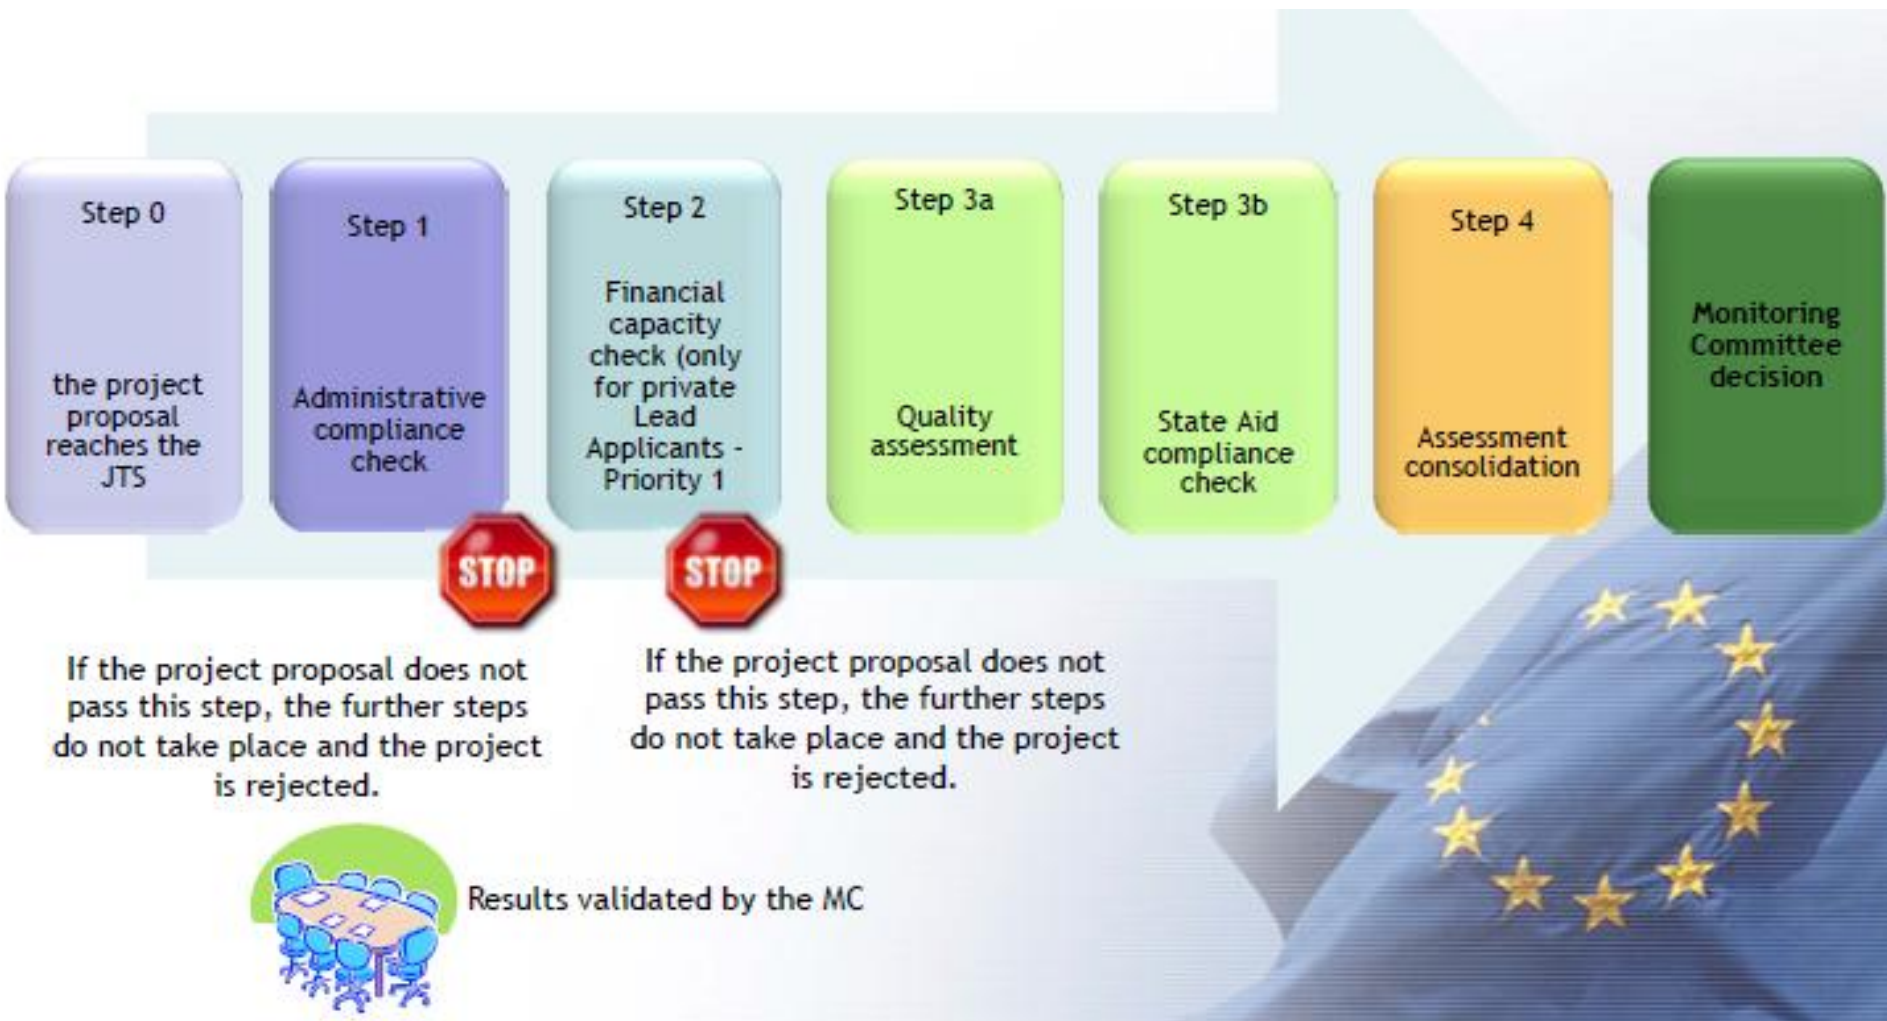 Step 0
the project
proposal
reaches the
JTS
Step 1
Administrative
compliance
check
Step 2
Financial
capacity
check (only
for private
Lead
Applicants -
Priority 1
Step 3a
Quality
assessment
Step 3b
State Aid
compliance
check
Step 4
Assessment
consolidation
Monitoring
Committee
decision
STOP
STOP
If the project proposal does not
pass this step, the further steps
do not take place and the project
is rejected.
If the project proposal does not
pass this step, the further steps
do not take place and the project
is rejected.
Results validated by the MC